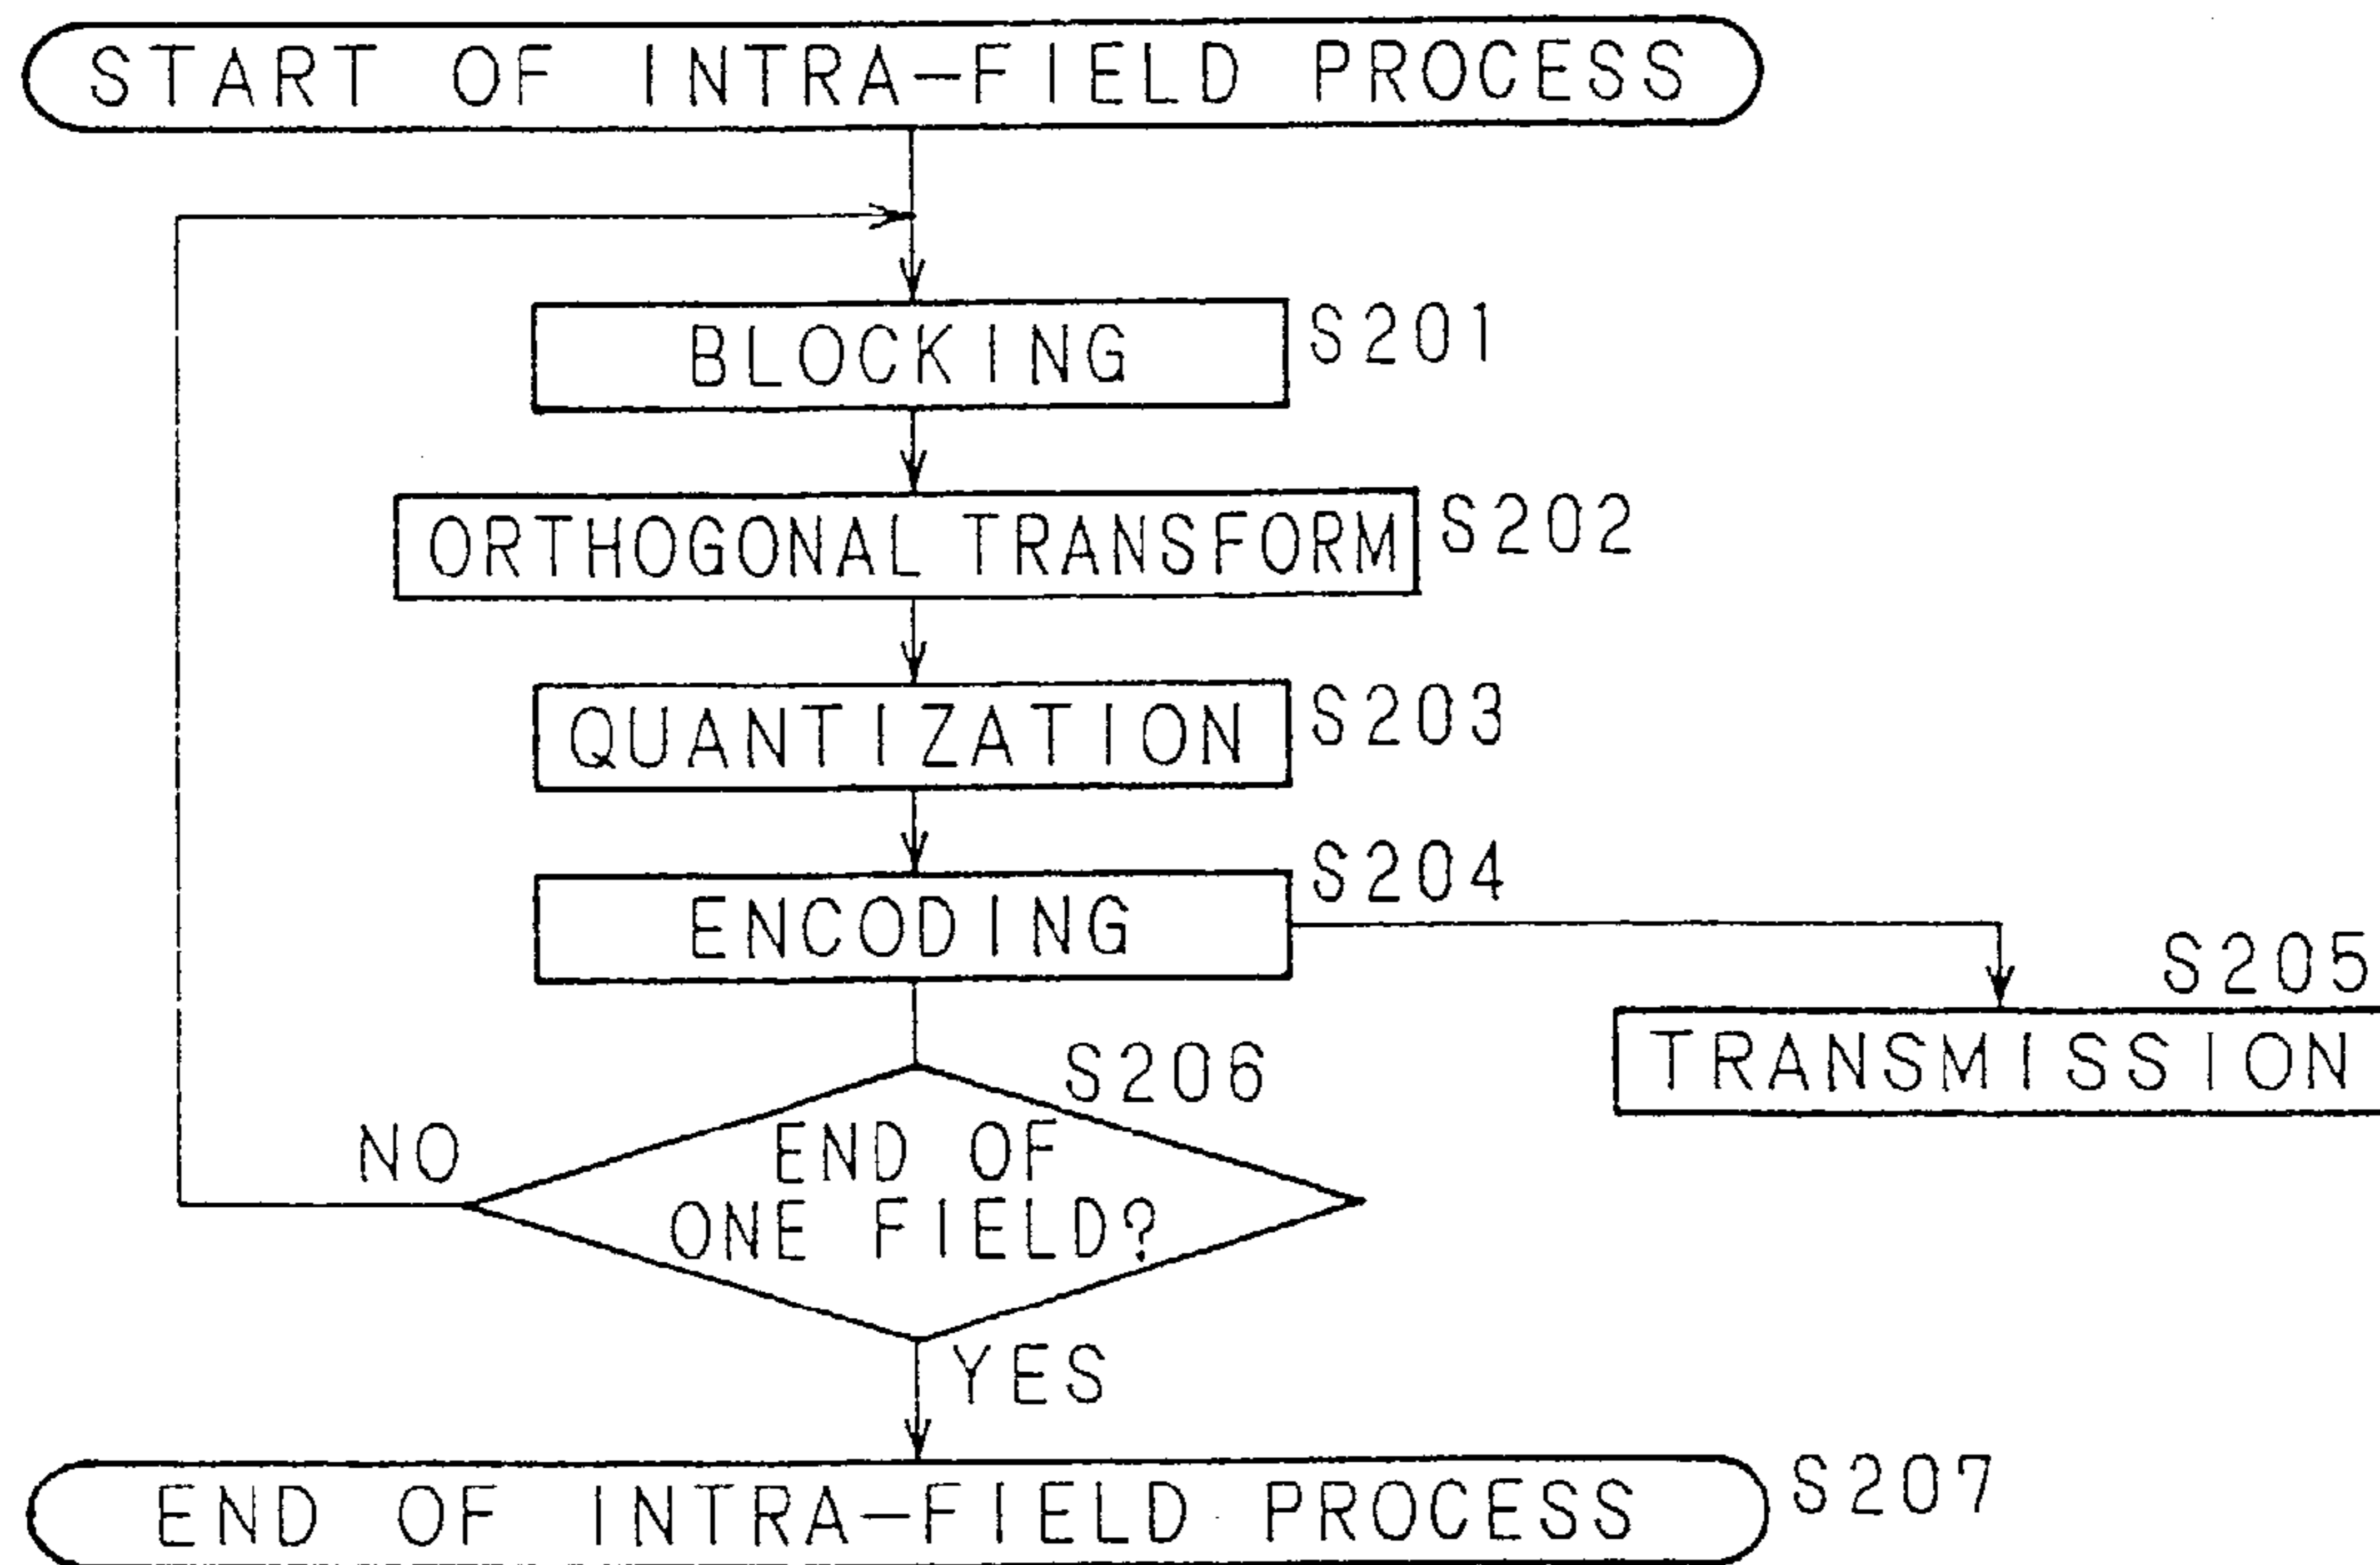 START OF INTRA-FIELD PROCESS
BLOCKING S201
ORTHOGONAL TRANSFORM S202
QUANTIZATION S203
ENCODING S204
S205
TRANSMISSION
S206
NO
END OF
ONE FIELD?
YES
END OF INTRA-FIELD PROCESS S207